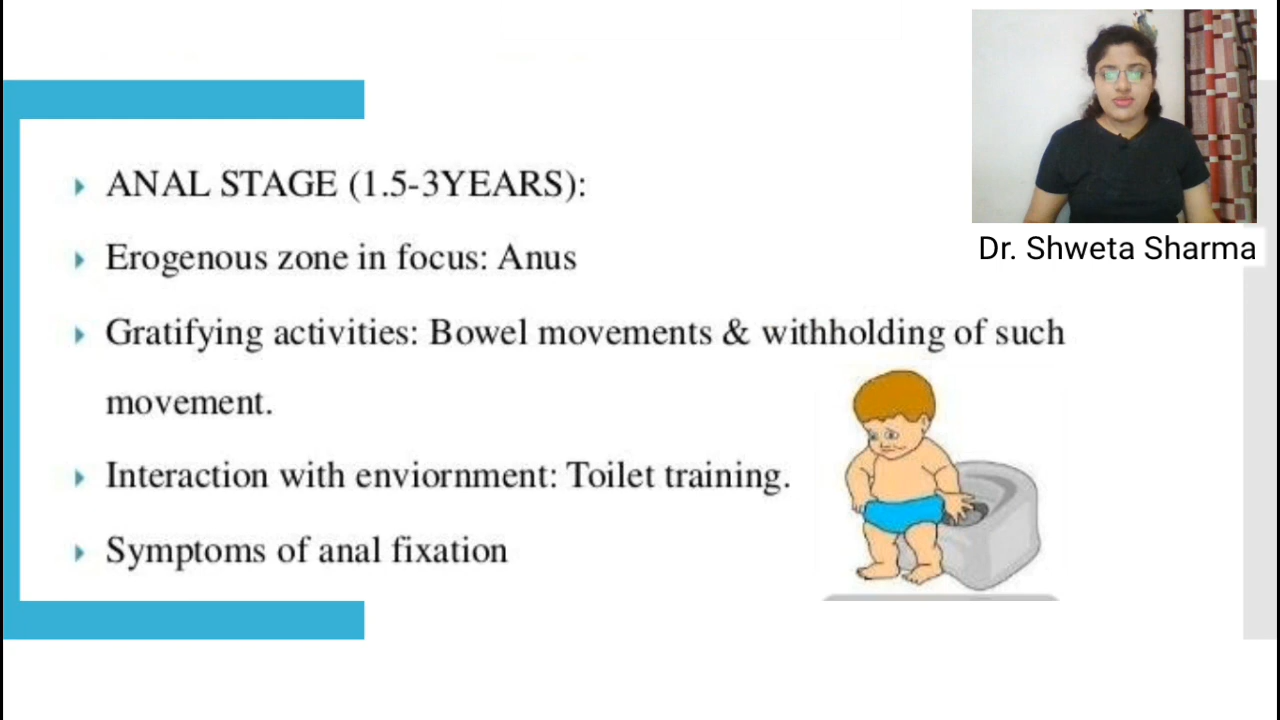 ANAL STAGE (1.5-3YEARS):
Erogenous zone in focus: Anus
Gratifying activities: Bowel movements & withholding of such
movement.
Interaction with enviornment: Toilet training.
Symptoms of anal fixation
Dr. Shweta Sharma